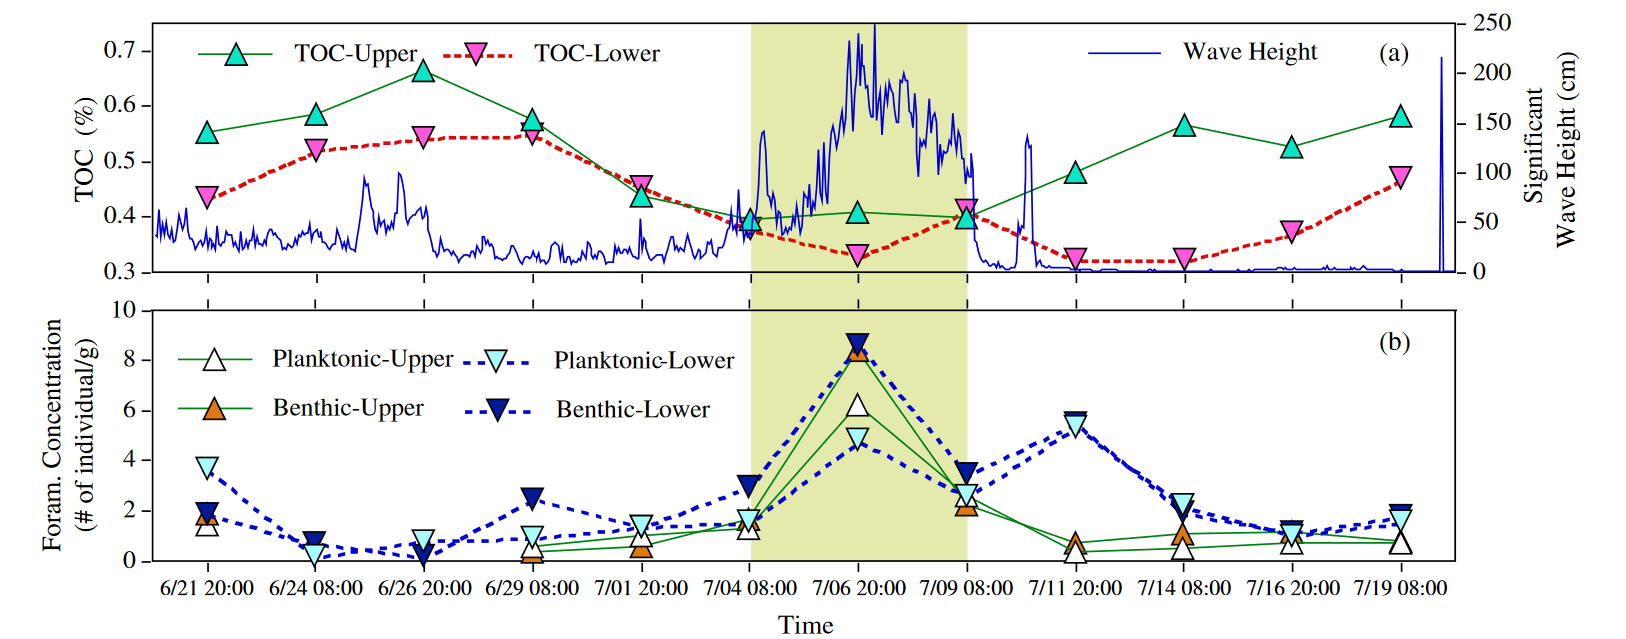 TOC-Upper
TOC-Lower
Wave Height
(a)
0.7
0.6
0.5
0.4
0.3
TOC (%)
250
200
150
100
50
0
Significant
Wave Height (cm)
10
8
6
4
2
0
Foram. Concentration
(# of individual/g)
(b)
Planktonic-Upper
Planktonic-Lower
Benthic-Upper
Benthic-Lower
6/21 20:00
6/24 08:00
6/26 20:00
6/29 08:00
7/01 20:00
7/04 08:00
7/06 20:00
7/09 08:00
7/11 20:00
7/14 08:00
7/16 20:00
7/19 08:00
Time